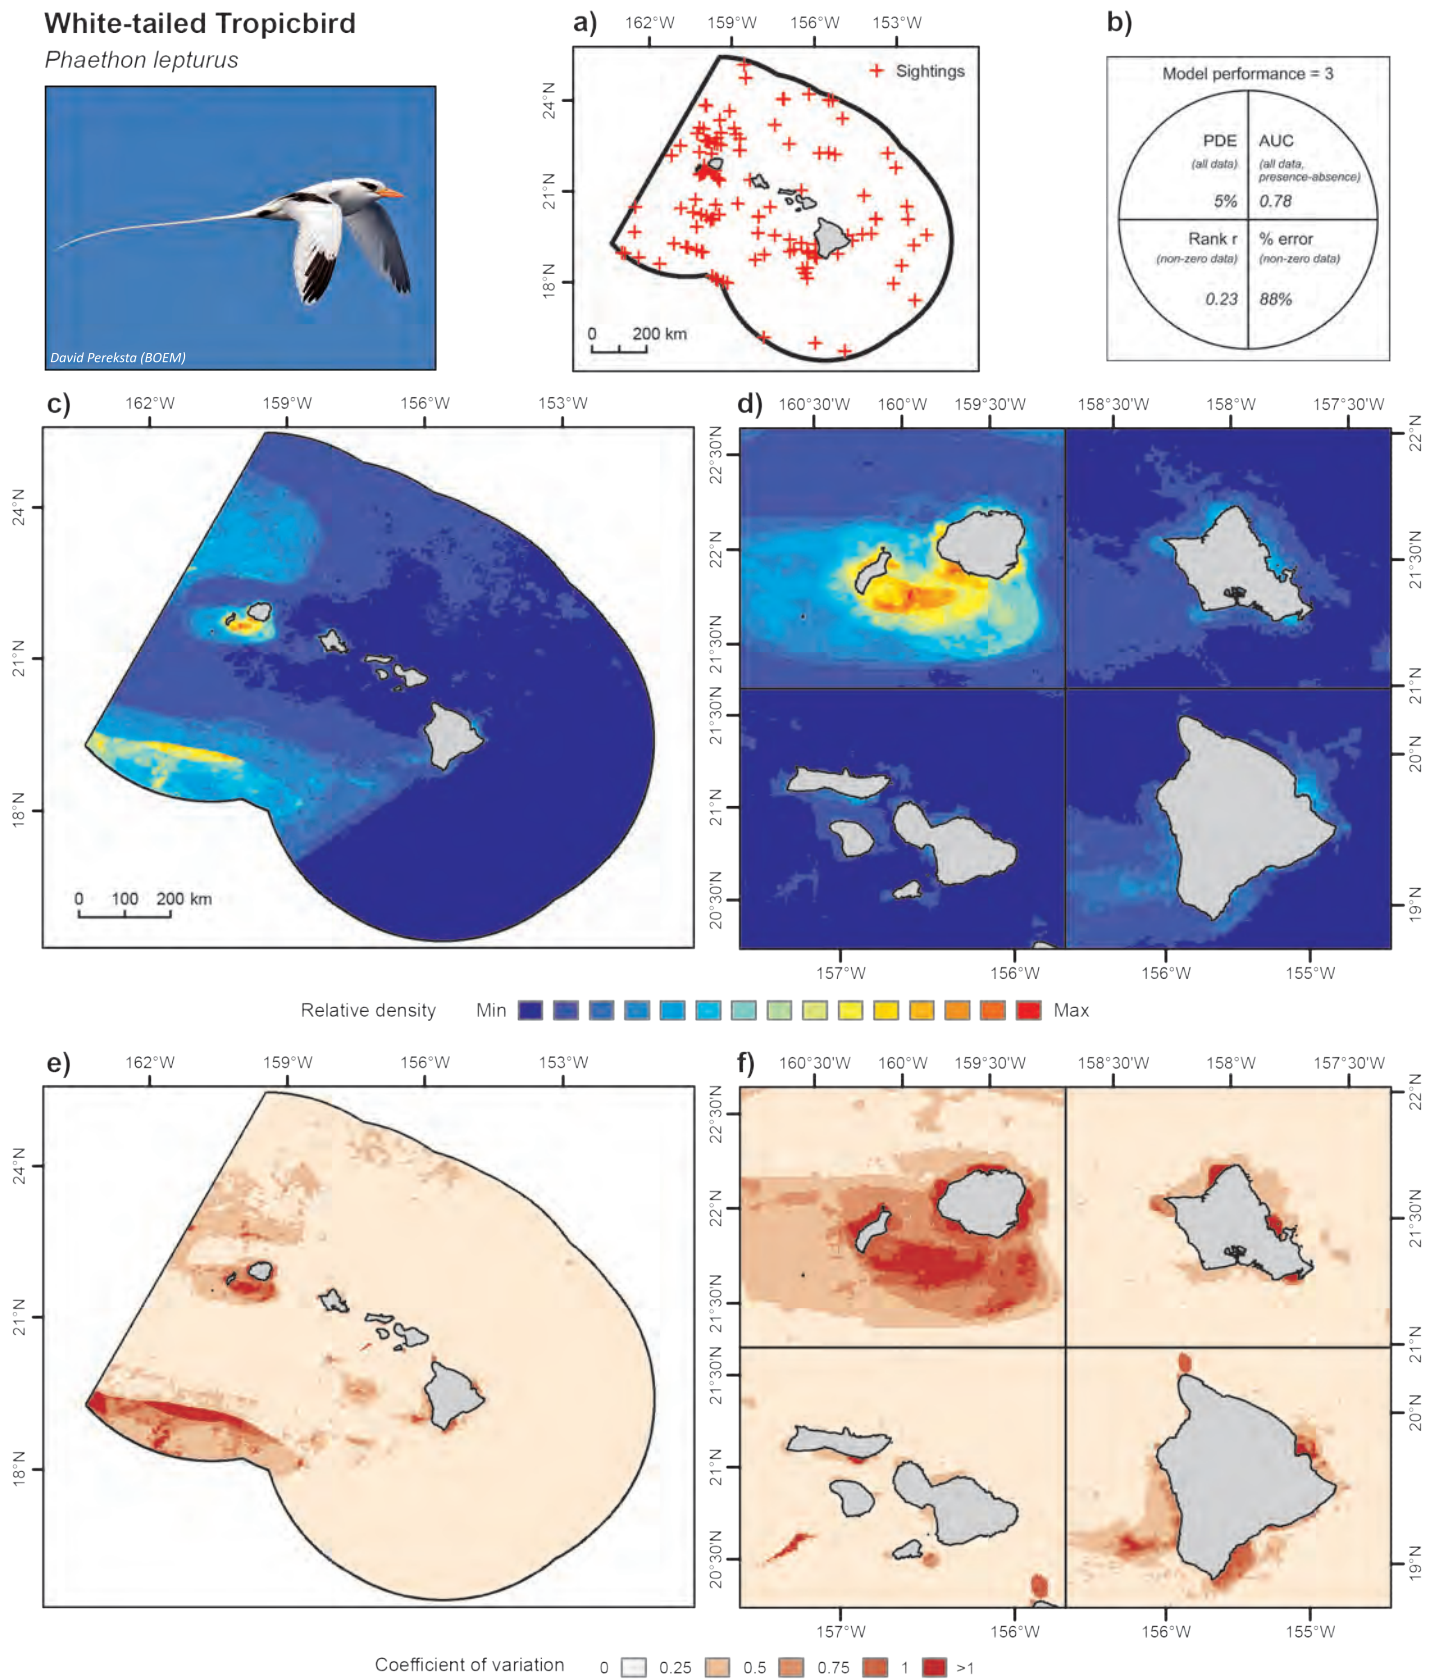 White-tailed Tropicbird
Phaethon lepturus
David Pereksta (BOEM)
a)
162°W 159°W 156°W 153°W
24°N
21°N
18°N
Sightings
0 200 km
b)
Model performance = 3
PDE
(all data)
5%
AUC
(all data,
presence-absence)
0.78
Rank r
(non-zero data)
0.23
% error
(non-zero data)
88%
c)
162°W 159°W 156°W 153°W
24°N
21°N
18°N
0 100 200 km
d)
160°30'W 160°W 159°30'W 158°30'W 158°W 157°30'W
22°30'N
22°N
21°30'N
22°N
21°30'N
21°N
21°30'N
21°N
20°30'N
20°N
19°N
157°W 156°W 156°W 155°W
Relative density Min Max
e)
162°W 159°W 156°W 153°W
24°N
21°N
18°N
f)
160°30'W 160°W 159°30'W 158°30'W 158°W 157°30'W
22°30'N
22°N
21°30'N
22°N
21°30'N
21°N
21°30'N
21°N
20°30'N
20°N
19°N
157°W 156°W 156°W 155°W
Coefficient of variation 0 0.25 0.5 0.75 1 >1